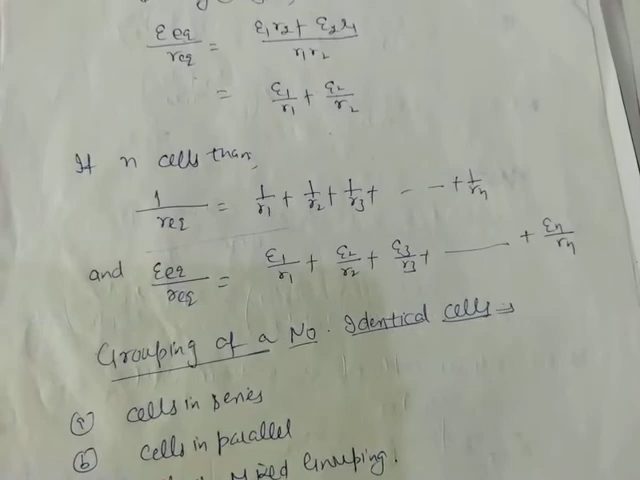 εeq/req = ε1r2 + ε2r1/r1r2
= ε1/r1 + ε2/r2
If n cells than,
1/req = 1/r1 + 1/r2 + 1/r3 + - - + 1/rn
and εeq/req = ε1/r1 + ε2/r2 + ε3/r3 + —— + εn/rn
Grouping of a No. Identical cells ⇒
(a) cells in series
(b) cells in parallel
Mixed Grouping.